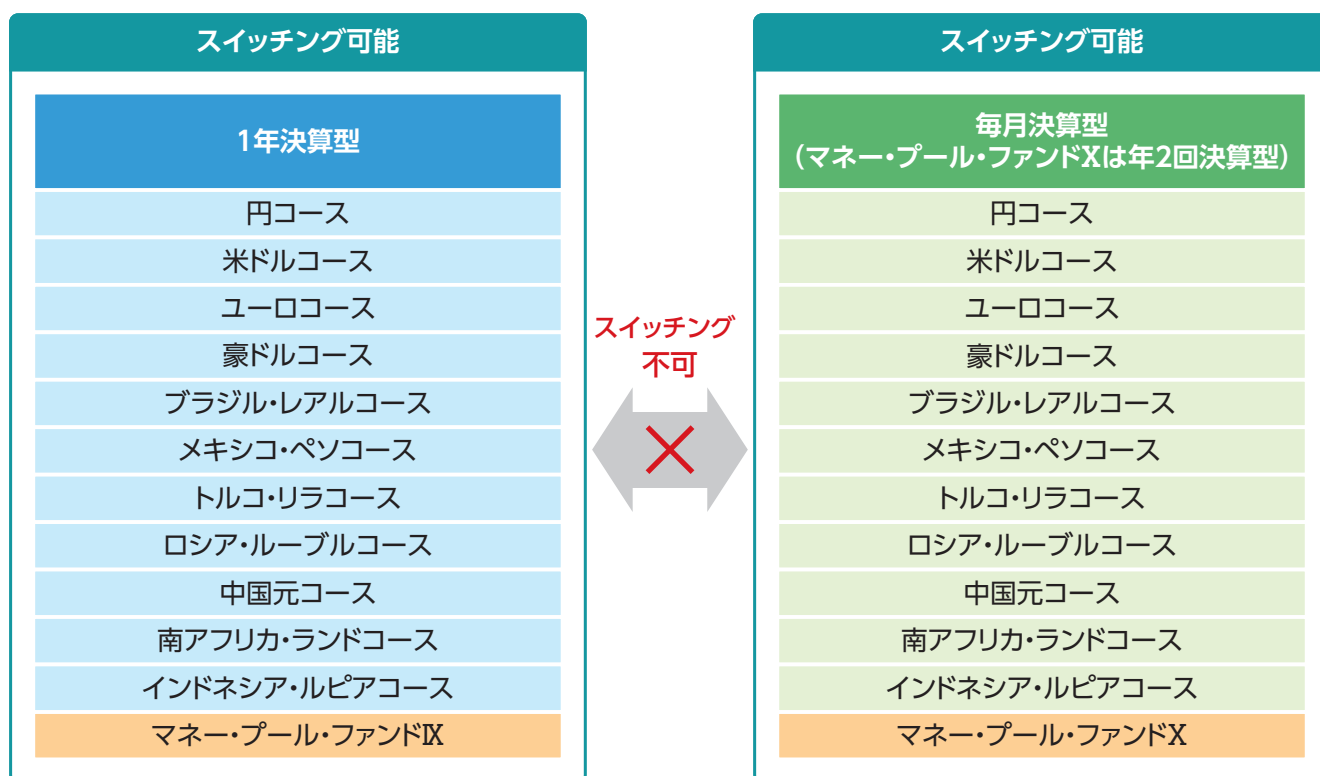 スイッチング可能
1年決算型
円コース
米ドルコース
ユーロコース
豪ドルコース
ブラジル・レアルコース
メキシコ・ペソコース
トルコ・リラコース
ロシア・ルーブルコース
中国元コース
南アフリカ・ランドコース
インドネシア・ルピアコース
マネー・プール・ファンドⅨ
スイッチング
不可
スイッチング可能
毎月決算型
(マネー・プール・ファンドⅩは年2回決算型)
円コース
米ドルコース
ユーロコース
豪ドルコース
ブラジル・レアルコース
メキシコ・ペソコース
トルコ・リラコース
ロシア・ルーブルコース
中国元コース
南アフリカ・ランドコース
インドネシア・ルピアコース
マネー・プール・ファンドⅩ